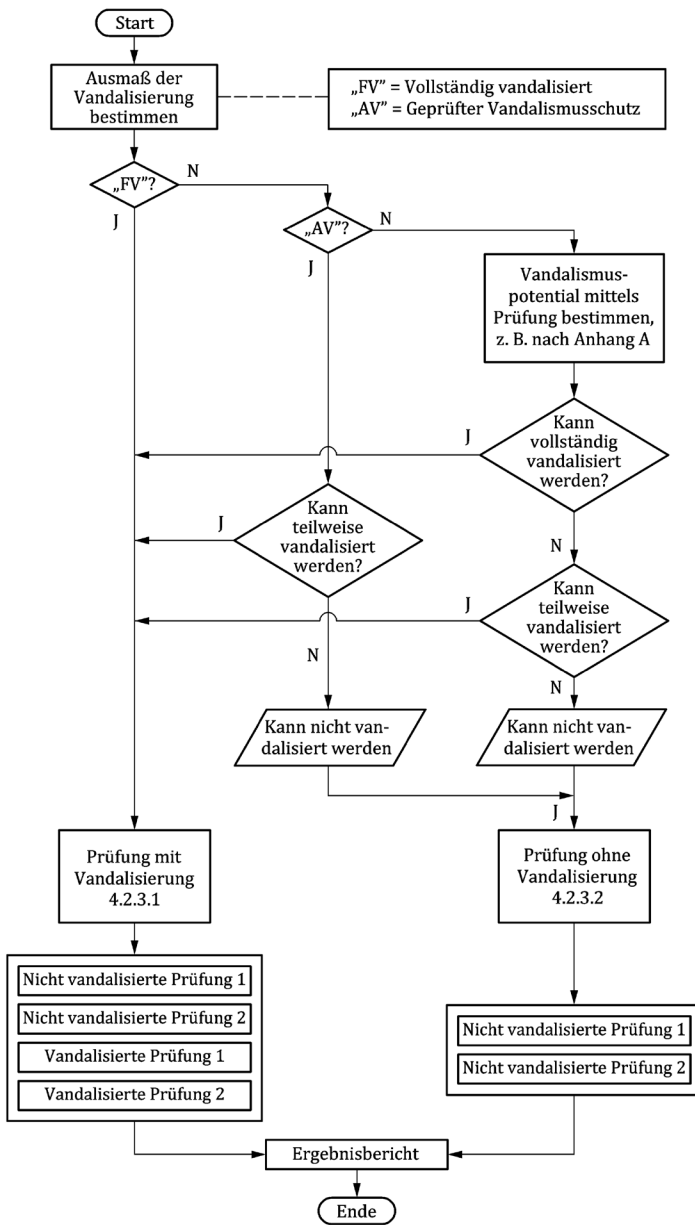 Start
Ausmaß der
Vandalisierung
bestimmen
„FV” = Vollständig vandalisiert
„AV” = Geprüfter Vandalismusschutz
„FV”?
N
J
„AV”?
N
J
Vandalismus-
potential mittels
Prüfung bestimmen,
z. B. nach Anhang A
Kann
vollständig
vandalisiert
werden?
J
N
Kann
teilweise
vandalisiert
werden?
J
N
Kann
teilweise
vandalisiert
werden?
J
N
Kann nicht van-
dalisiert werden
Kann nicht van-
dalisiert werden
J
Prüfung mit
Vandalisierung
4.2.3.1
Prüfung ohne
Vandalisierung
4.2.3.2
Nicht vandalisierte Prüfung 1
Nicht vandalisierte Prüfung 2
Vandalisierte Prüfung 1
Vandalisierte Prüfung 2
Nicht vandalisierte Prüfung 1
Nicht vandalisierte Prüfung 2
Ergebnisbericht
Ende